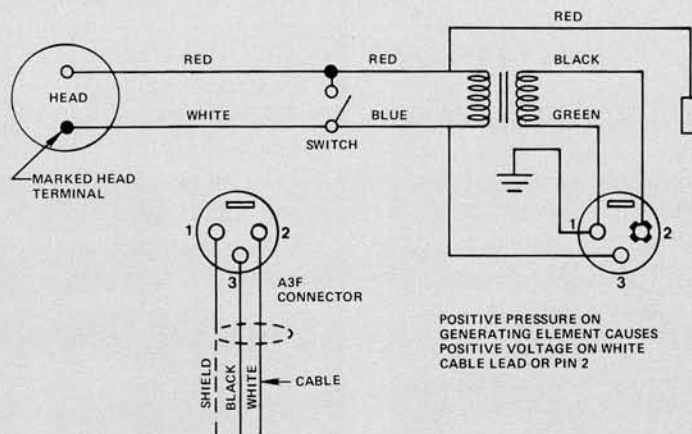 RED
RED
RED
BLACK
HEAD
WHITE
BLUE
GREEN
SWITCH
MARKED HEAD
TERMINAL
1
2
3
1
2
3
A3F
CONNECTOR
POSITIVE PRESSURE ON
GENERATING ELEMENT CAUSES
POSITIVE VOLTAGE ON WHITE
CABLE LEAD OR PIN 2
SHIELD
BLACK
WHITE
CABLE